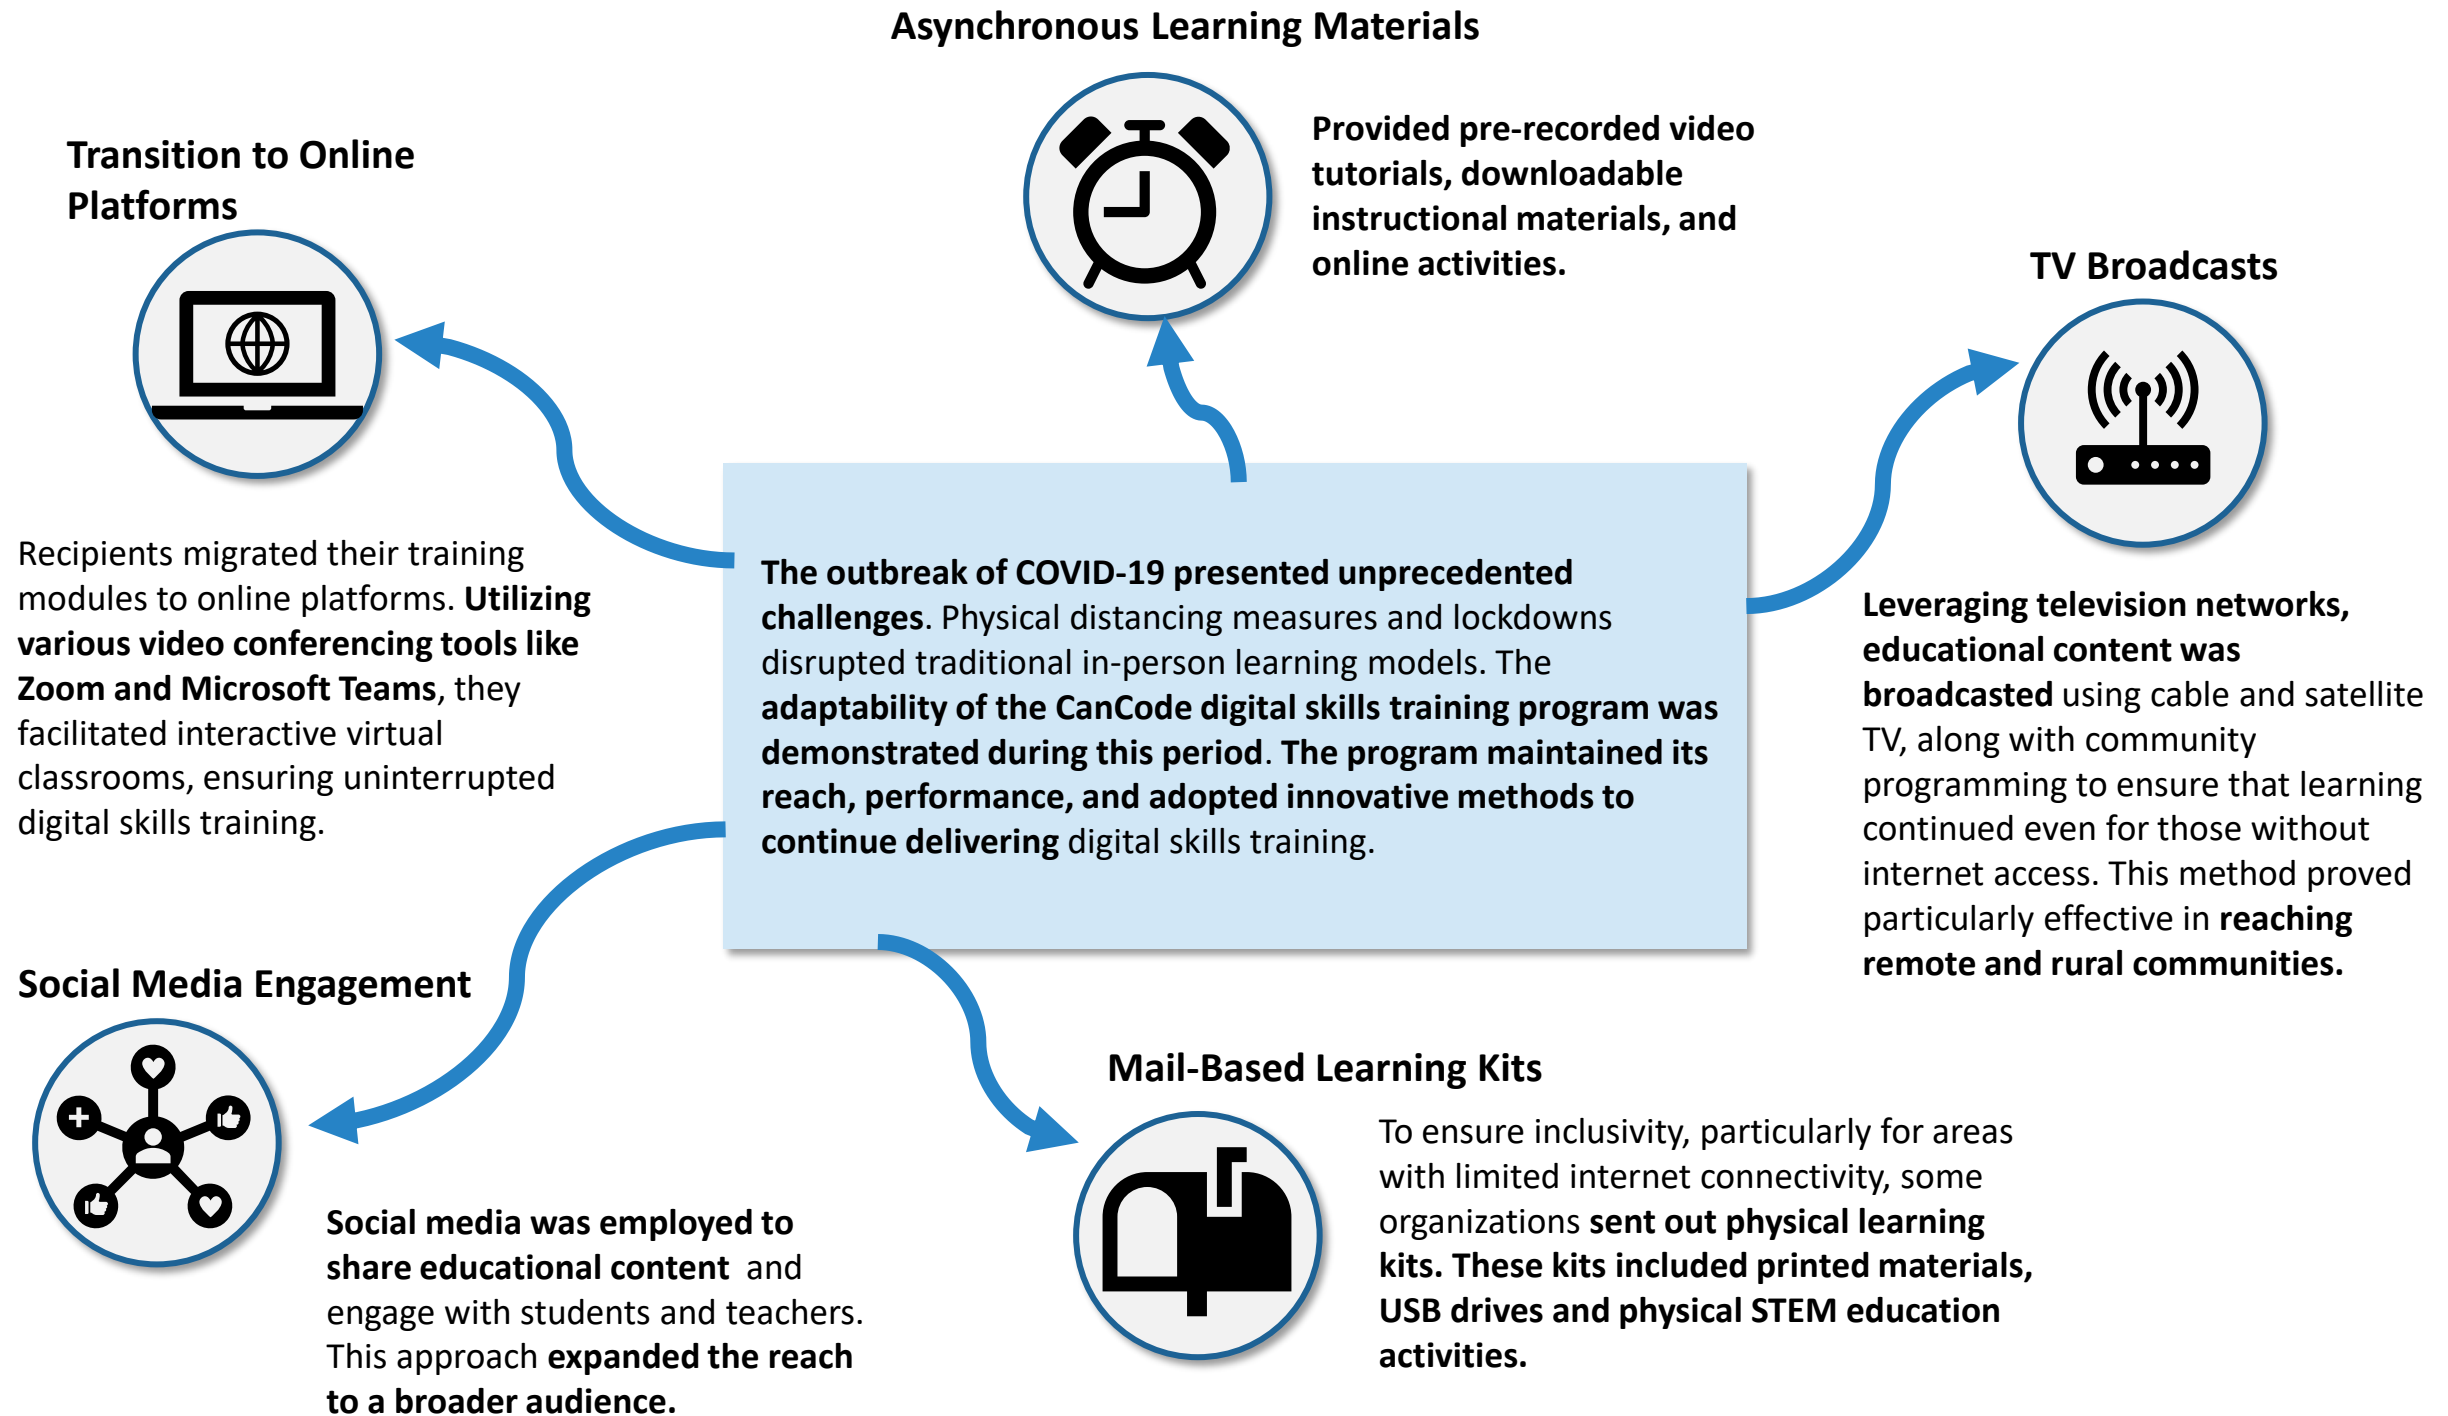 Asynchronous Learning Materials
Provided pre-recorded video
tutorials, downloadable
instructional materials, and
online activities.
Transition to Online
Platforms
Recipients migrated their training
modules to online platforms. Utilizing
various video conferencing tools like
Zoom and Microsoft Teams, they
facilitated interactive virtual
classrooms, ensuring uninterrupted
digital skills training.
TV Broadcasts
Leveraging television networks,
educational content was
broadcasted using cable and satellite
TV, along with community
programming to ensure that learning
continued even for those without
internet access. This method proved
particularly effective in reaching
remote and rural communities.
The outbreak of COVID-19 presented unprecedented
challenges. Physical distancing measures and lockdowns
disrupted traditional in-person learning models. The
adaptability of the CanCode digital skills training program was
demonstrated during this period. The program maintained its
reach, performance, and adopted innovative methods to
continue delivering digital skills training.
Social Media Engagement
Social media was employed to
share educational content and
engage with students and teachers.
This approach expanded the reach
to a broader audience.
Mail-Based Learning Kits
To ensure inclusivity, particularly for areas
with limited internet connectivity, some
organizations sent out physical learning
kits. These kits included printed materials,
USB drives and physical STEM education
activities.